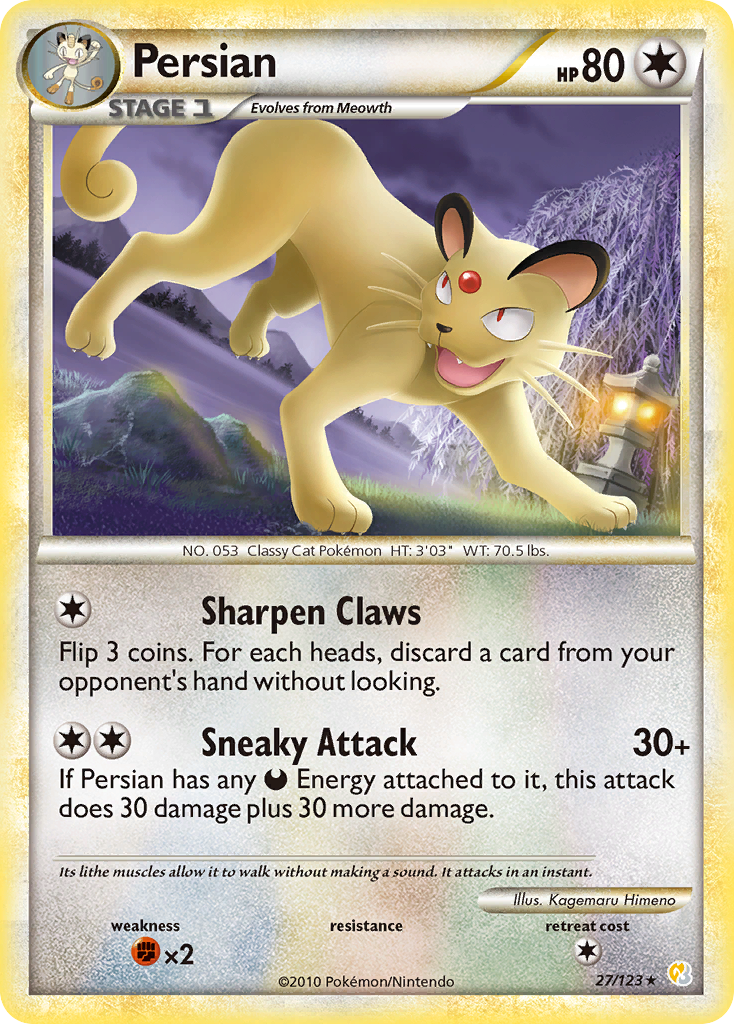 Persian
HP 80
STAGE 1
Evolves from Meowth
NO. 053 Classy Cat Pokémon HT: 3'03" WT: 70.5 lbs.
Sharpen Claws
Flip 3 coins. For each heads, discard a card from your
opponent's hand without looking.
Sneaky Attack 30+
If Persian has any Energy attached to it, this attack
does 30 damage plus 30 more damage.
Its lithe muscles allow it to walk without making a sound. It attacks in an instant.
Illus. Kagemaru Himeno
weakness resistance retreat cost
×2
©2010 Pokémon/Nintendo
27/123 ★